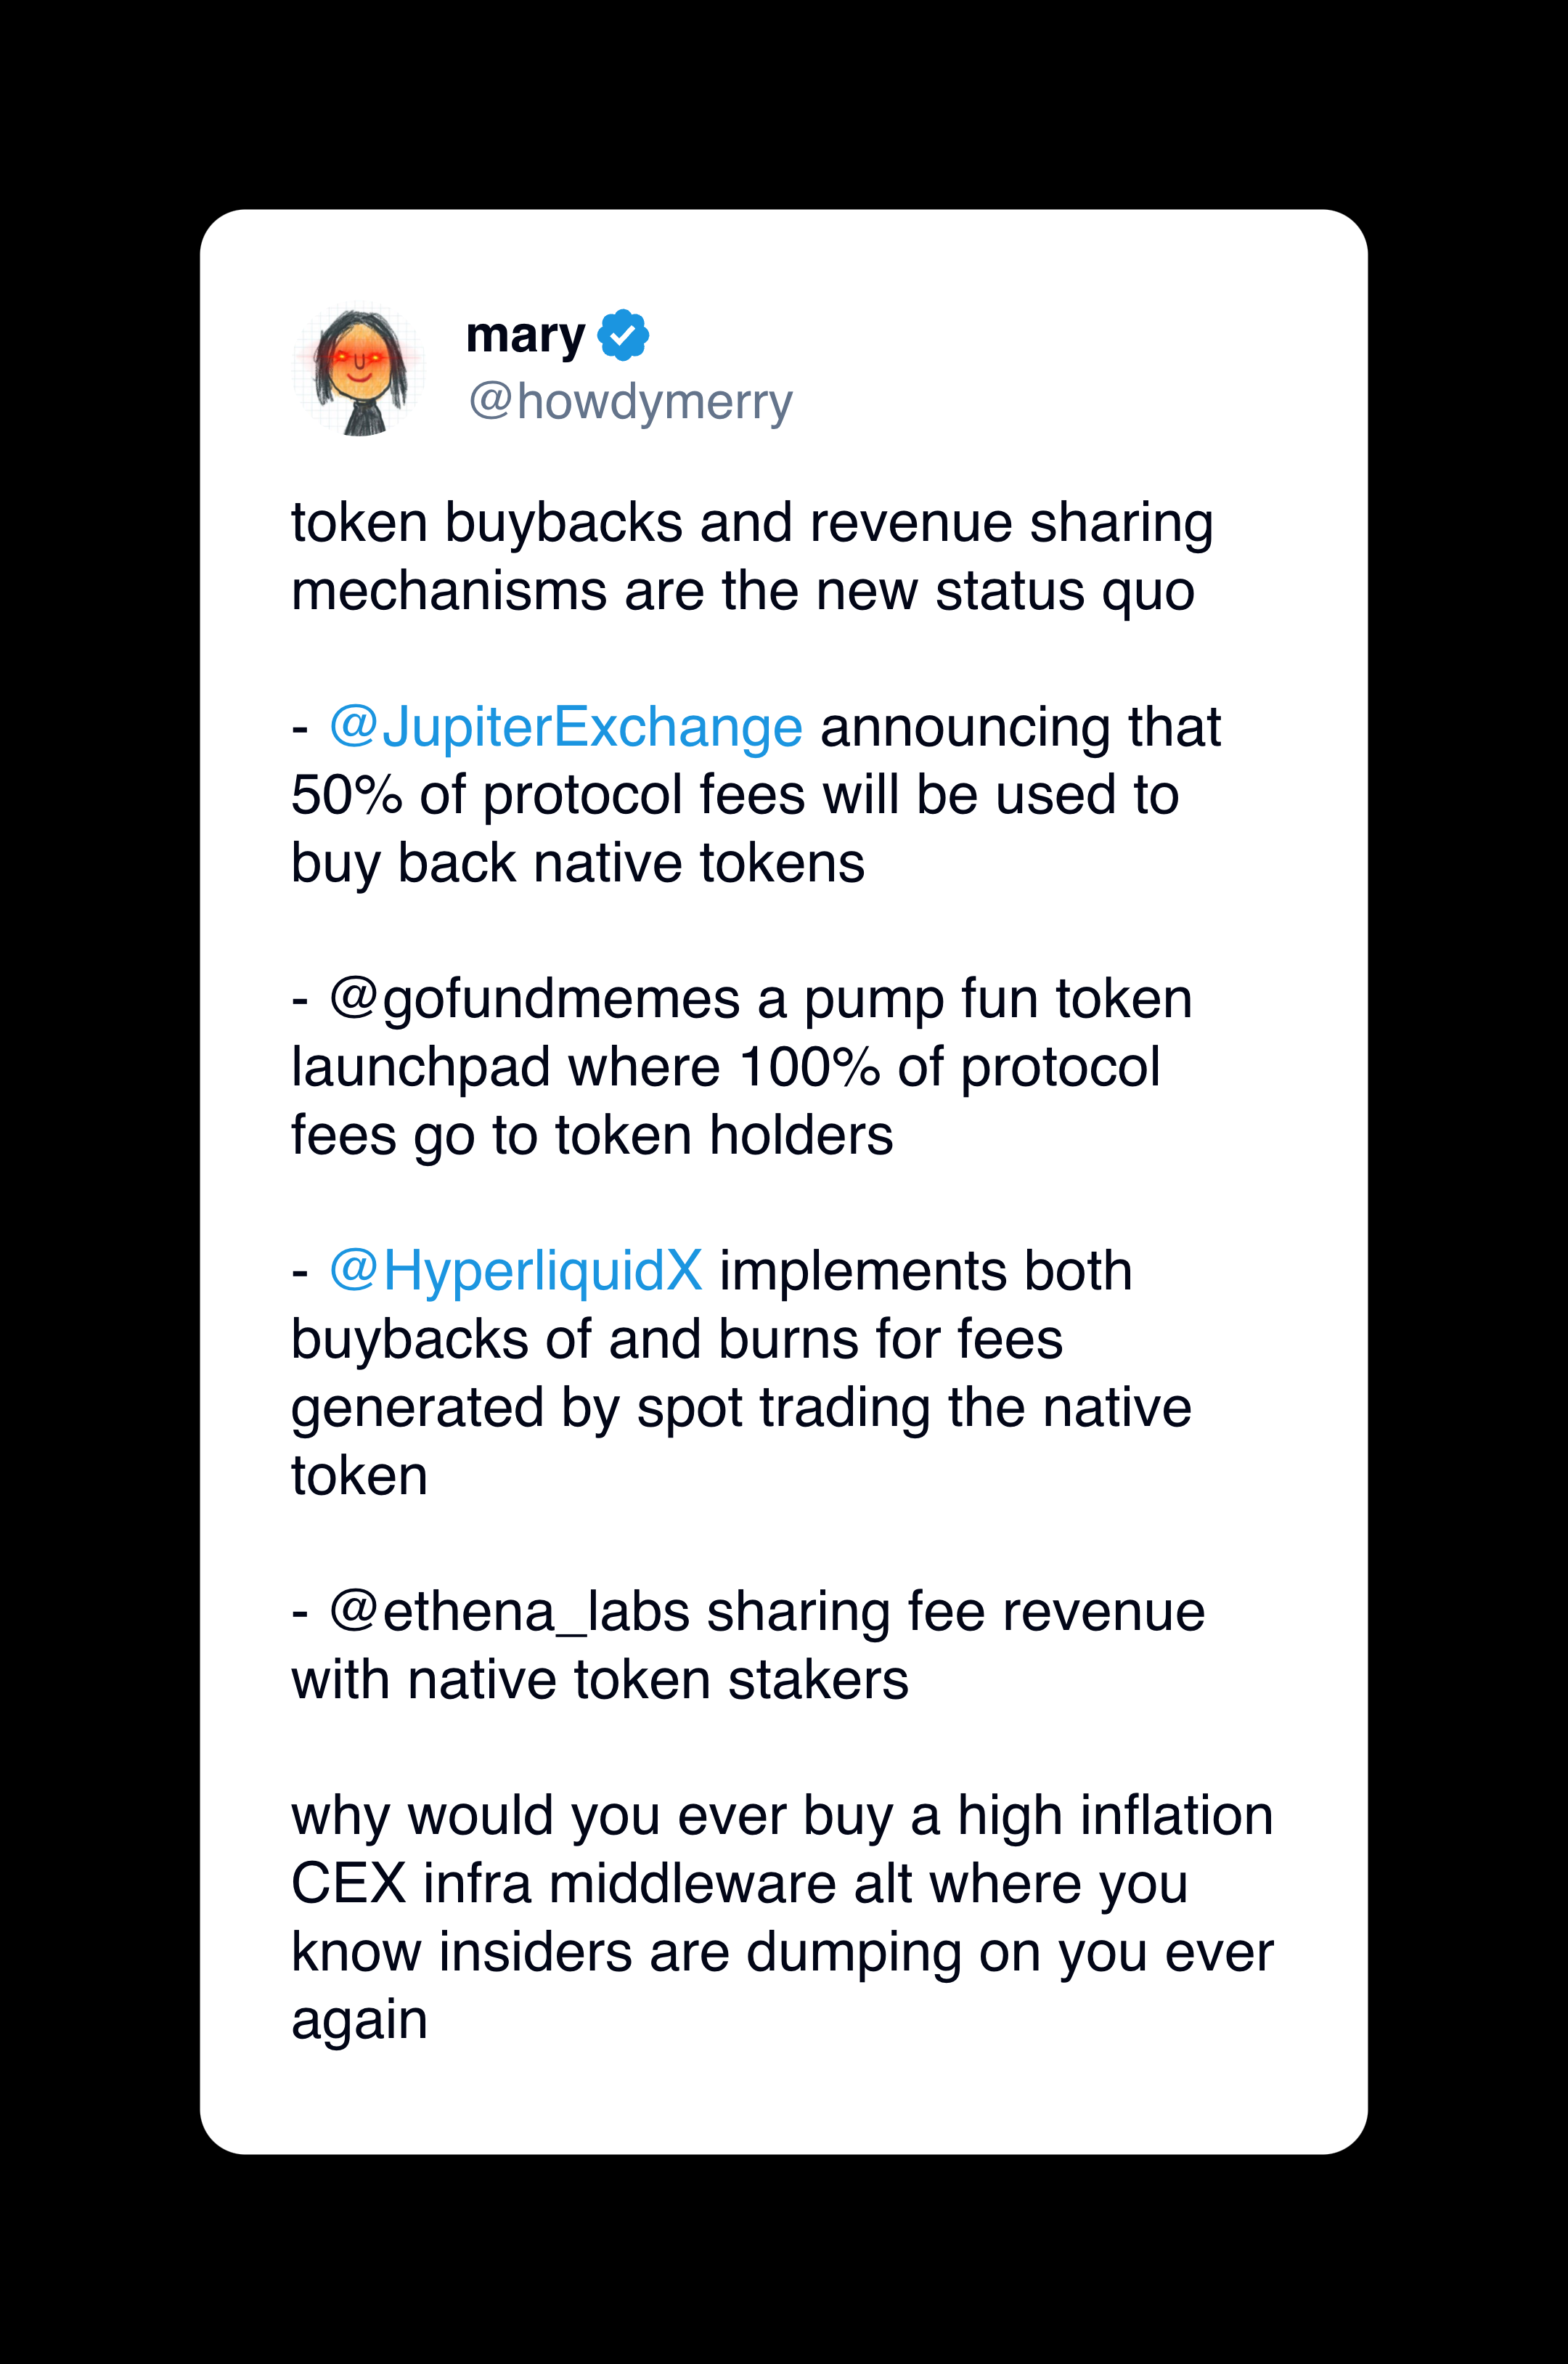 mary
@howdymerry
token buybacks and revenue sharing
mechanisms are the new status quo
- @JupiterExchange announcing that
50% of protocol fees will be used to
buy back native tokens
- @gofundmemes a pump fun token
launchpad where 100% of protocol
fees go to token holders
- @HyperliquidX implements both
buybacks of and burns for fees
generated by spot trading the native
token
- @ethena_labs sharing fee revenue
with native token stakers
why would you ever buy a high inflation
CEX infra middleware alt where you
know insiders are dumping on you ever
again